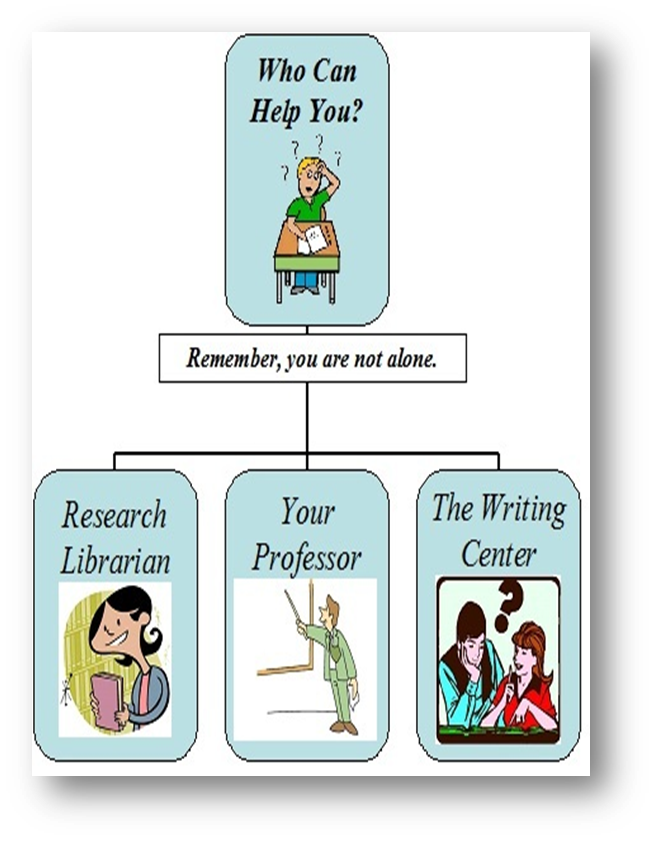 Who Can
Help You?
? ? ? ?
Remember, you are not alone.
Research
Librarian
Your
Professor
The Writing
Center
?